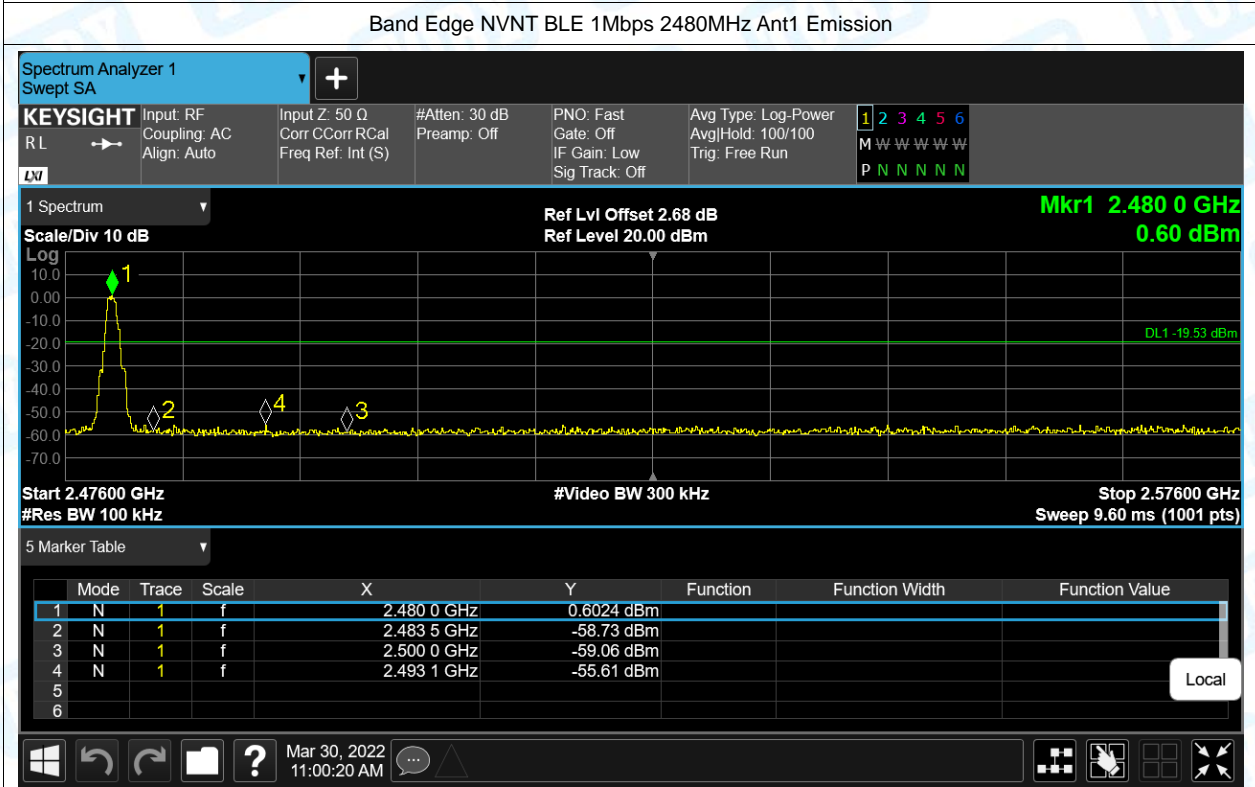 Band Edge NVNT BLE 1Mbps 2480MHz Ant1 Emission
Spectrum Analyzer 1
Swept SA
+
KEYSIGHT Input: RF Input Z: 50 Ω #Atten: 30 dB PNO: Fast Avg Type: Log-Power 1 2 3 4 5 6
R L Coupling: AC Corr CCorr RCal Preamp: Off Gate: Off Avg|Hold: 100/100 M W W W W W
Align: Auto Freq Ref: Int (S) IF Gain: Low Trig: Free Run P N N N N N
LXI Sig Track: Off
1 Spectrum Ref Lvl Offset 2.68 dB Mkr1 2.480 0 GHz
Scale/Div 10 dB Ref Level 20.00 dBm 0.60 dBm
Log
10.0
0.00
-10.0
-20.0
-30.0
-40.0
-50.0
-60.0
-70.0
1
DL1 -19.53 dBm
2 4 3
Start 2.47600 GHz #Video BW 300 kHz Stop 2.57600 GHz
#Res BW 100 kHz Sweep 9.60 ms (1001 pts)
5 Marker Table
Mode Trace Scale X Y Function Function Width Function Value
1 N 1 f 2.480 0 GHz 0.6024 dBm
2 N 1 f 2.483 5 GHz -58.73 dBm
3 N 1 f 2.500 0 GHz -59.06 dBm
4 N 1 f 2.493 1 GHz -55.61 dBm
5
6
Local
? Mar 30, 2022
11:00:20 AM